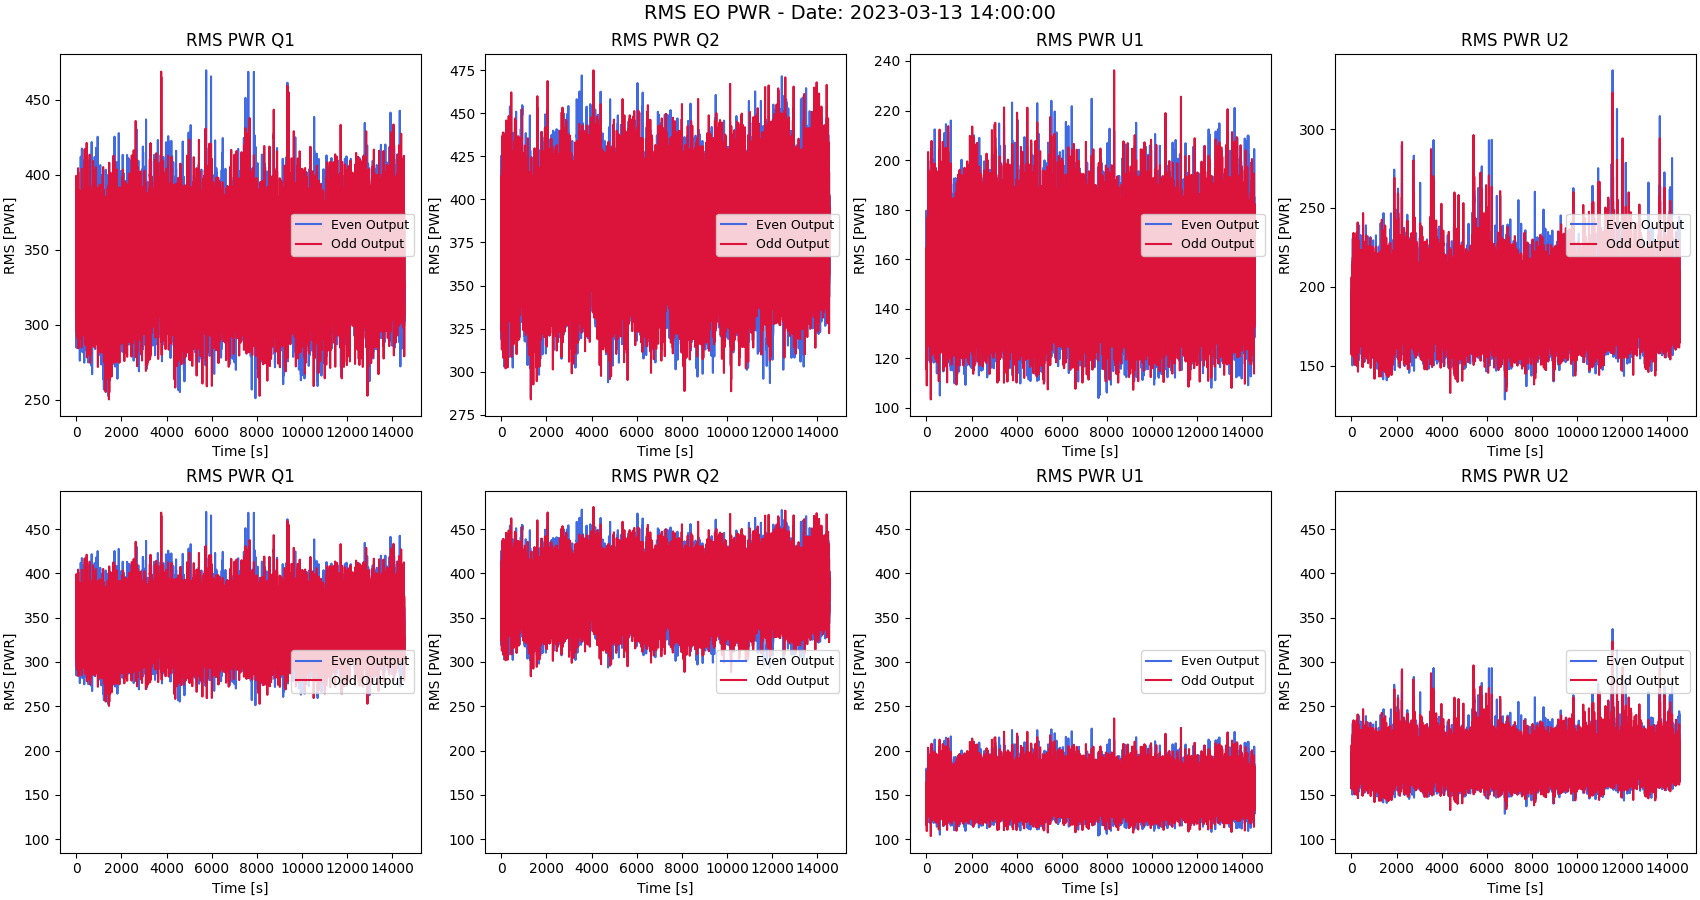 RMS EO PWR - Date: 2023-03-13 14:00:00
RMS PWR Q1
RMS [PWR]
450
400
350
300
250
0 2000 4000 6000 8000 10000 12000 14000
Time [s]
Even Output
Odd Output
RMS PWR Q2
RMS [PWR]
475
450
425
400
375
350
325
300
275
0 2000 4000 6000 8000 10000 12000 14000
Time [s]
Even Output
Odd Output
RMS PWR U1
RMS [PWR]
240
220
200
180
160
140
120
100
0 2000 4000 6000 8000 10000 12000 14000
Time [s]
Even Output
Odd Output
RMS PWR U2
RMS [PWR]
300
250
200
150
0 2000 4000 6000 8000 10000 12000 14000
Time [s]
Even Output
Odd Output
RMS PWR Q1
RMS [PWR]
450
400
350
300
250
200
150
100
0 2000 4000 6000 8000 10000 12000 14000
Time [s]
Even Output
Odd Output
RMS PWR Q2
RMS [PWR]
450
400
350
300
250
200
150
100
0 2000 4000 6000 8000 10000 12000 14000
Time [s]
Even Output
Odd Output
RMS PWR U1
RMS [PWR]
450
400
350
300
250
200
150
100
0 2000 4000 6000 8000 10000 12000 14000
Time [s]
Even Output
Odd Output
RMS PWR U2
RMS [PWR]
450
400
350
300
250
200
150
100
0 2000 4000 6000 8000 10000 12000 14000
Time [s]
Even Output
Odd Output